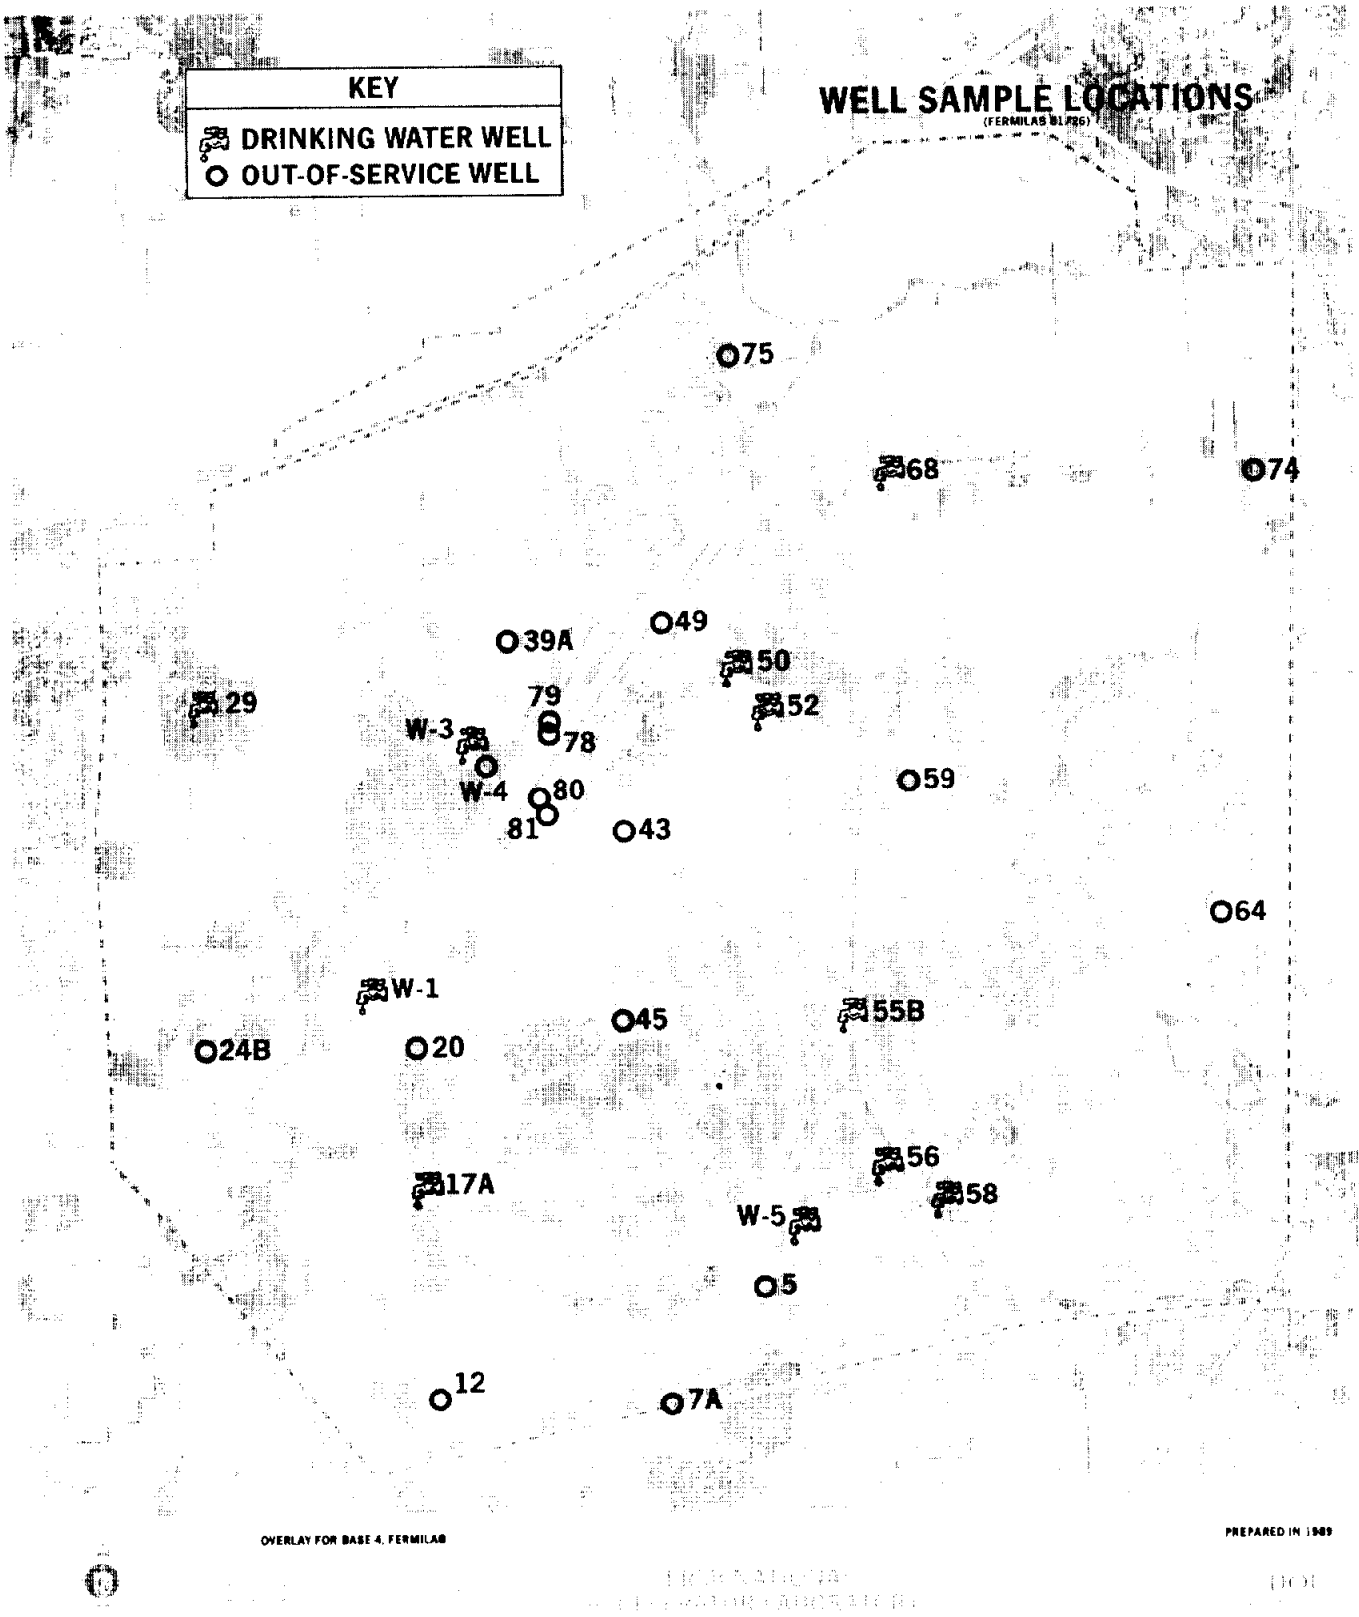 KEY
DRINKING WATER WELL
OUT-OF-SERVICE WELL
WELL SAMPLE LOCATIONS
75
68
74
49
39A
50
79
29
52
W-3
78
59
W-4
80
81
43
64
W-1
55B
45
24B
20
56
17A
58
W-5
5
12
7A
OVERLAY FOR BASE 4, FERMILAB
PREPARED IN 1989